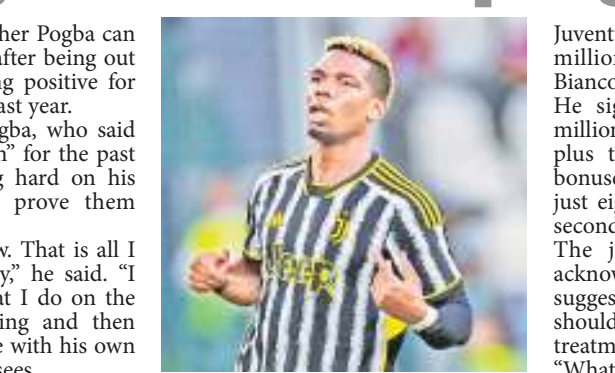 her Pogba can
after being out
ng positive for
ast year.
gba, who said
n” for the past
g hard on his
prove them
w. That is all I
y,” he said. “I
at I do on the
ing and then
e with his own
sees.
Jeep
Juvent
million
Bianco
He sig
million
plus t
bonuse
just eig
second
The j
acknow
sugges
should
treatm
“What